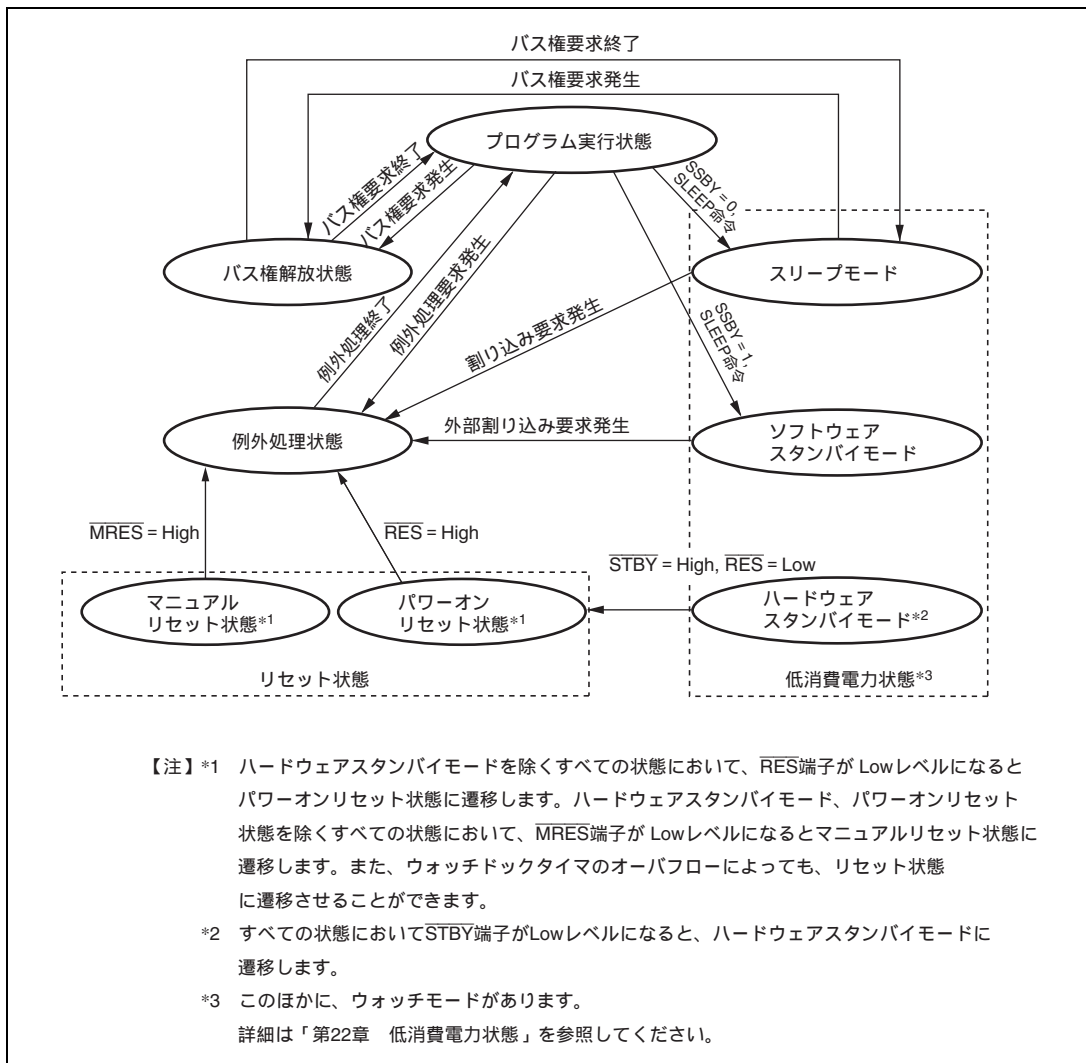 バス権要求終了
バス権要求発生
プログラム実行状態
バス権要求終了
バス権要求発生
SSBY = 0,
SLEEP命令
バス権解放状態
スリープモード
例外処理終了
例外処理要求発生
割り込み要求発生
SSBY = 1,
SLEEP命令
例外処理状態
外部割り込み要求発生
ソフトウェア
スタンバイモード
MRES = High
RES = High
STBY = High, RES = Low
マニュアル
リセット状態*1
パワーオン
リセット状態*1
ハードウェア
スタンバイモード*2
リセット状態
低消費電力状態*3
【注】*1 ハードウェアスタンバイモードを除くすべての状態において、RES端子が Lowレベルになると
パワーオンリセット状態に遷移します。ハードウェアスタンバイモード、パワーオンリセット
状態を除くすべての状態において、MRES端子が Lowレベルになるとマニュアルリセット状態に
遷移します。また、ウォッチドックタイマのオーバフローによっても、リセット状態
に遷移させることができます。
*2 すべての状態においてSTBY端子がLowレベルになると、ハードウェアスタンバイモードに
遷移します。
*3 このほかに、ウォッチモードがあります。
詳細は「第22章 低消費電力状態」を参照してください。